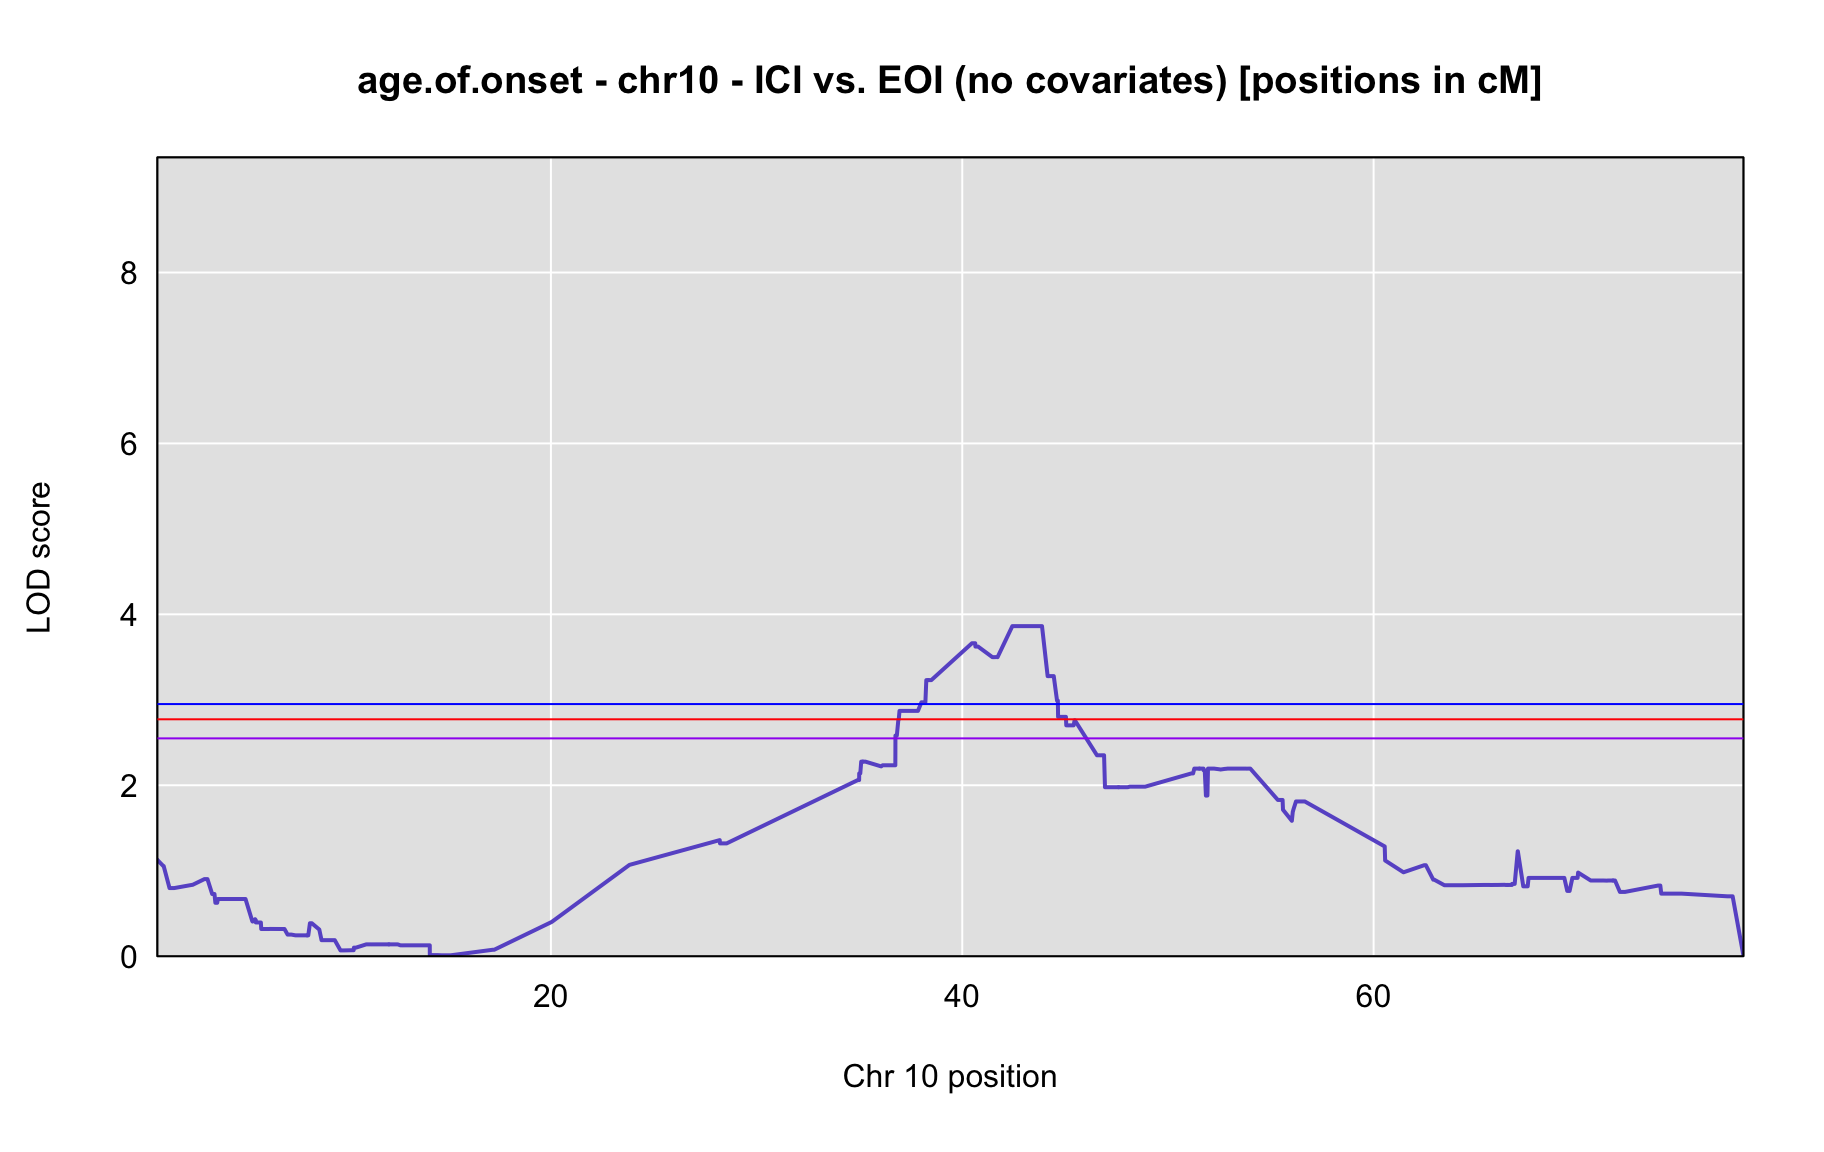 age.of.onset - chr10 - ICI vs. EOI (no covariates) [positions in cM]
LOD score
8
6
4
2
0
20 40 60
Chr 10 position